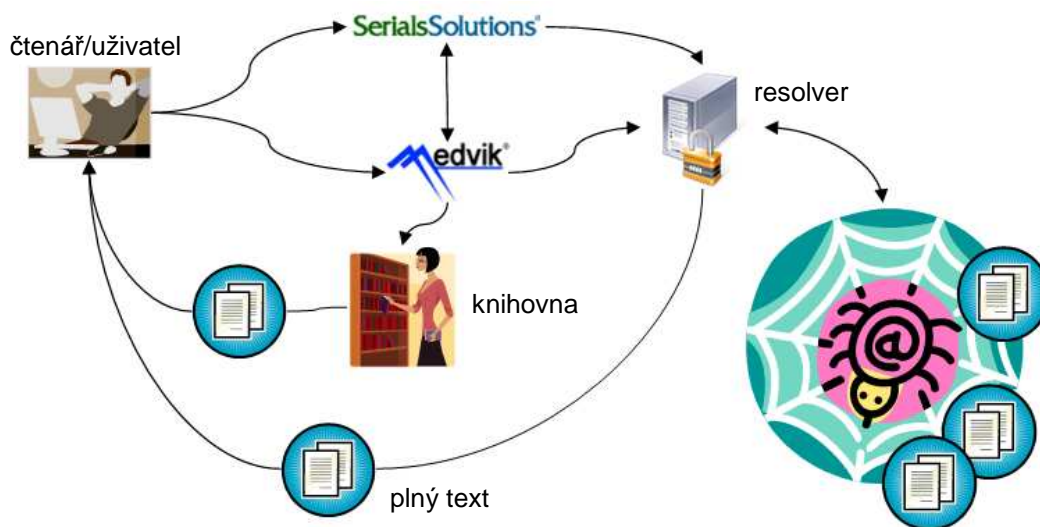 SerialsSolutions®
čtenář/uživatel
resolver
Medvik®
knihovna
@
plný text